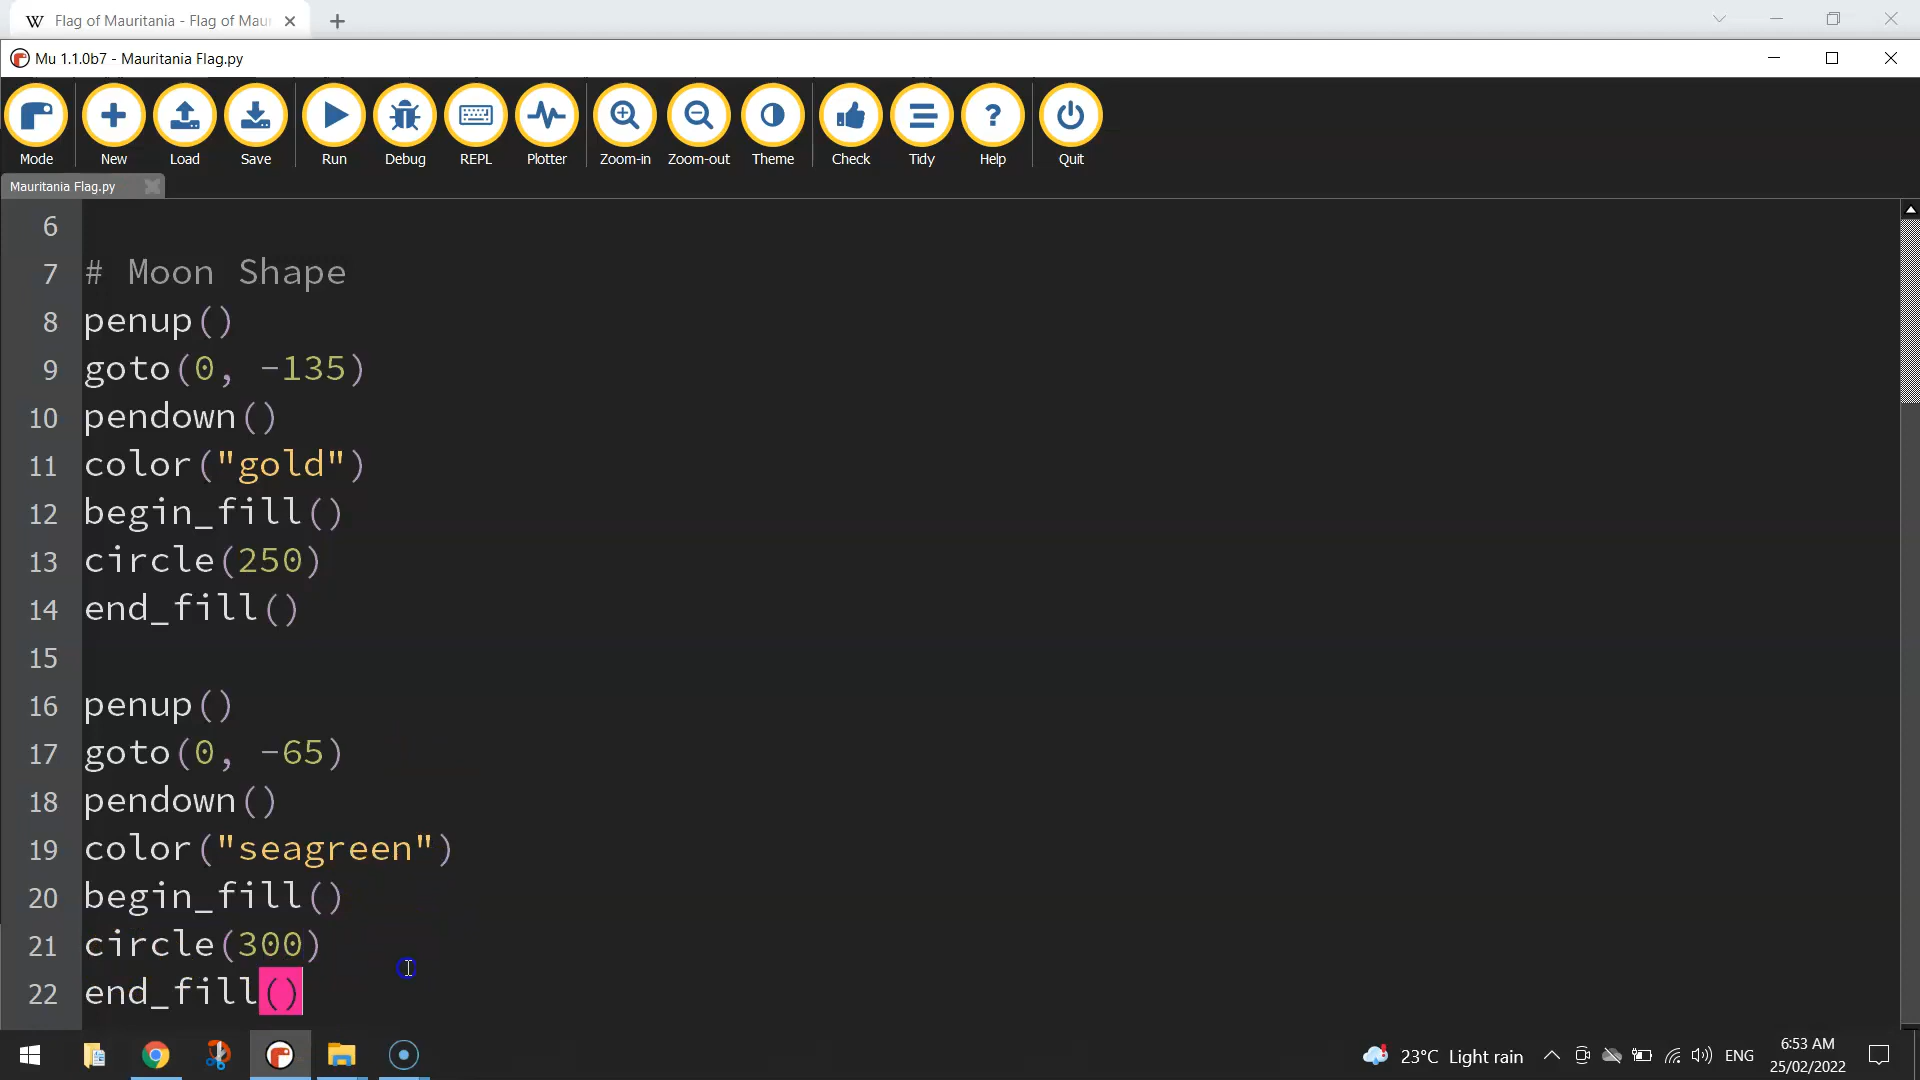 Flag of Mauritania - Flag of Mau
Mu 1.1.0b7 - Mauritania Flag.py
Mode New Load Save Run Debug REPL Plotter Zoom-in Zoom-out Theme Check Tidy Help Quit
Mauritania Flag.py
6
7 # Moon Shape
8 penup()
9 goto(0, -135)
10 pendown()
11 color("gold")
12 begin_fill()
13 circle(250)
14 end_fill()
15
16 penup()
17 goto(0, -65)
18 pendown()
19 color("seagreen")
20 begin_fill()
21 circle(300)
22 end_fill()
23°C Light rain ENG 6:53 AM
25/02/2022